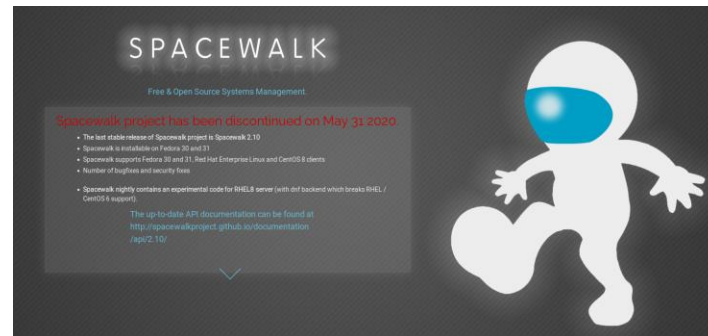 SPACEWALK
Free & Open Source Systems Management.
Spacewalk project has been discontinued on May 31 2020.
The last stable release of Spacewalk project is Spacewalk 2.10
Spacewalk is installable on Fedora 30 and 31
Spacewalk supports Fedora 30 and 31, Red Hat Enterprise Linux and CentOS 8 clients
Number of bugfixes and security fixes
Spacewalk nightly contains an experimental code for RHEL8 server (with dnf backend which breaks RHEL /
CentOS 6 support).
The up-to-date API documentation can be found at
http://spacewalkproject.github.io/documentation
/api/2.10/